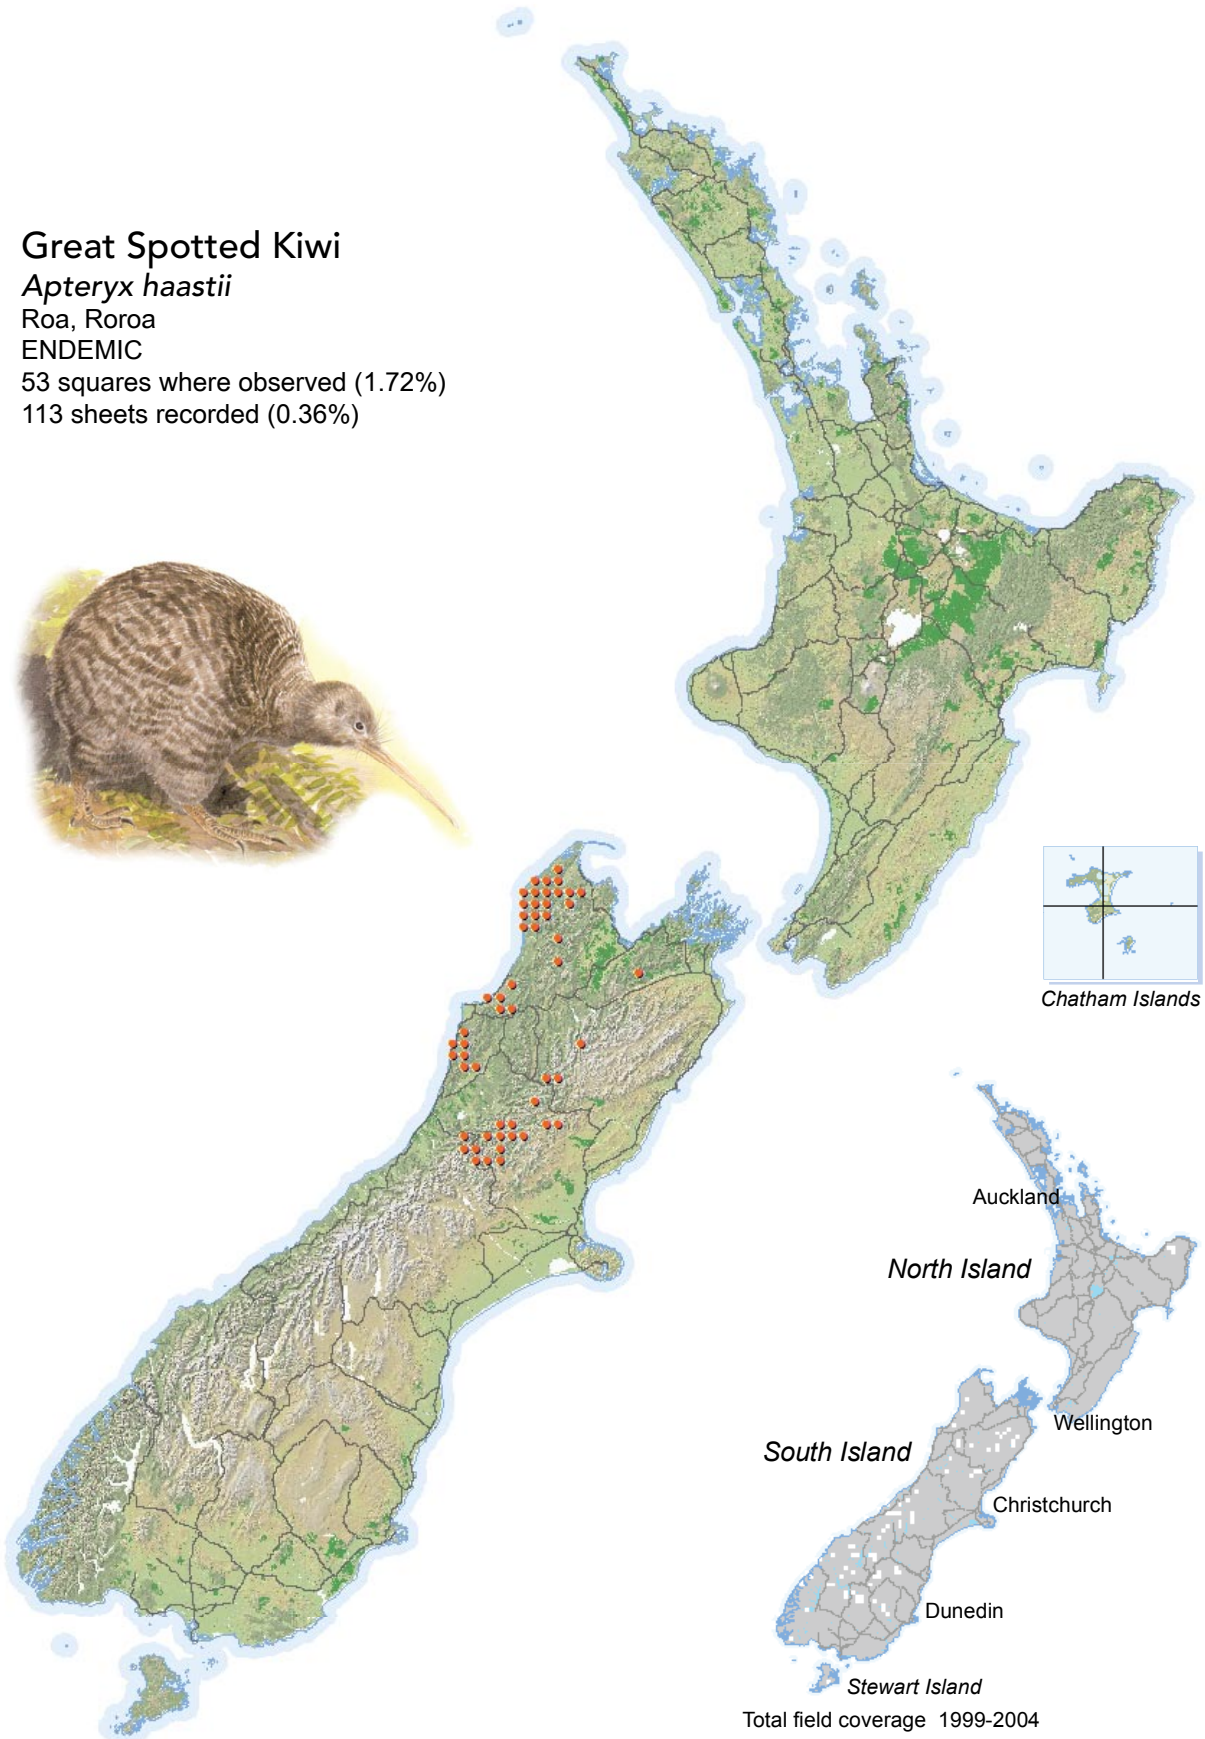 Great Spotted Kiwi
Apteryx haastii
Roa, Roroa
ENDEMIC
53 squares where observed (1.72%)
113 sheets recorded (0.36%)
Chatham Islands
Auckland
North Island
Wellington
South Island
Christchurch
Dunedin
Stewart Island
Total field coverage 1999-2004